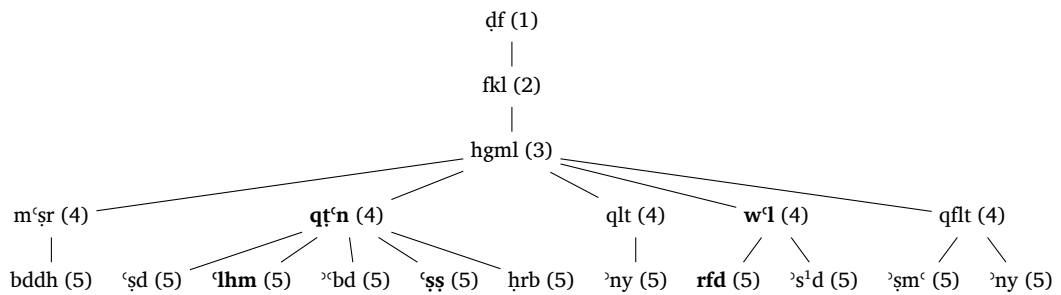 ḍf (1)
fkl (2)
hgml (3)
mʿṣr (4) qṭʿn (4) qlt (4) wʿl (4) qflt (4)
bddh (5) ʿṣd (5) ʿlhm (5) ʾʿbd (5) ʿṣṣ (5) ḥrb (5) ʾny (5) rfd (5) ʾs¹d (5) ʾṣmʿ (5) ʾny (5)